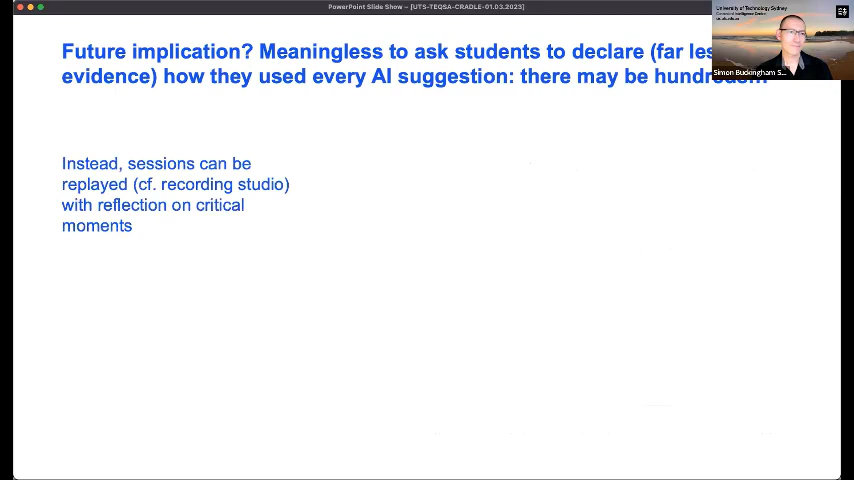 PowerPoint Slide Show - [UTS-TEQSA-CRADLE-01.03.2023]
University of Technology Sydney
Future implication? Meaningless to ask students to declare (far
evidence) how they used every AI suggestion: there may be
Simon Buckingham S...
Instead, sessions can be
replayed (cf. recording studio)
with reflection on critical
moments